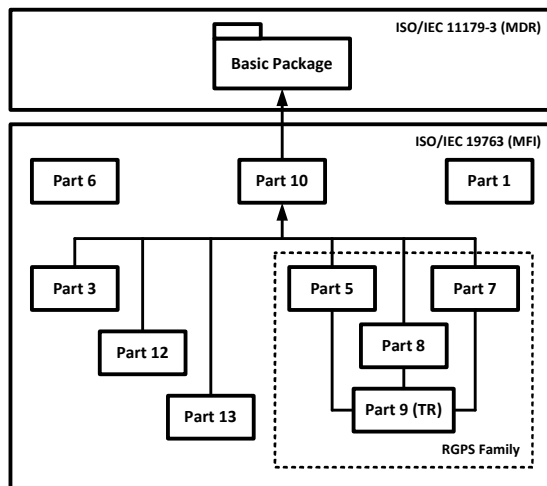 ISO/IEC 11179-3 (MDR)
Basic Package
ISO/IEC 19763 (MFI)
Part 6
Part 10
Part 1
Part 3
Part 5
Part 7
Part 12
Part 8
Part 13
Part 9 (TR)
RGPS Family